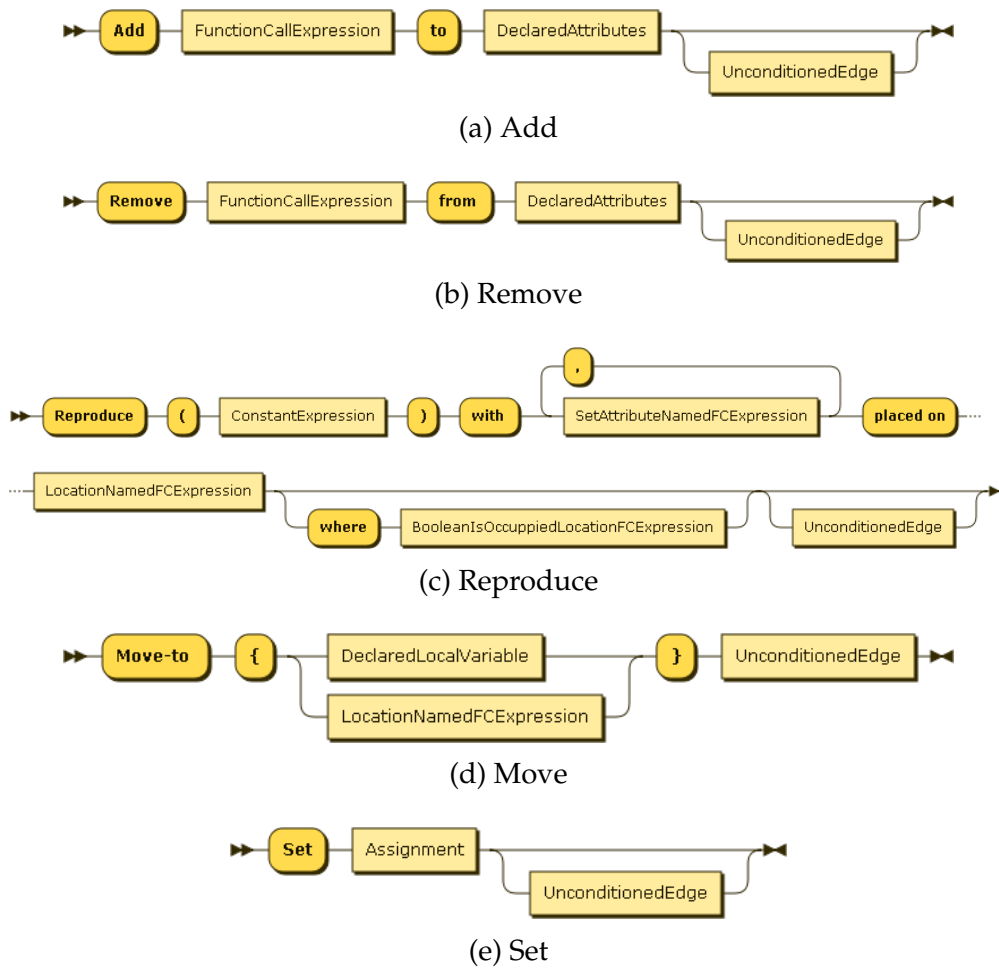 Add FunctionCallExpression to DeclaredAttributes
UnconditionedEdge
(a) Add
Remove FunctionCallExpression from DeclaredAttributes
UnconditionedEdge
(b) Remove
,
Reproduce ( ConstantExpression ) with SetAttributeNamedFCExpression placed on
LocationNamedFCExpression
where BooleanIsOccuppiedLocationFCExpression UnconditionedEdge
(c) Reproduce
Move-to { DeclaredLocalVariable } UnconditionedEdge
LocationNamedFCExpression
(d) Move
Set Assignment
UnconditionedEdge
(e) Set